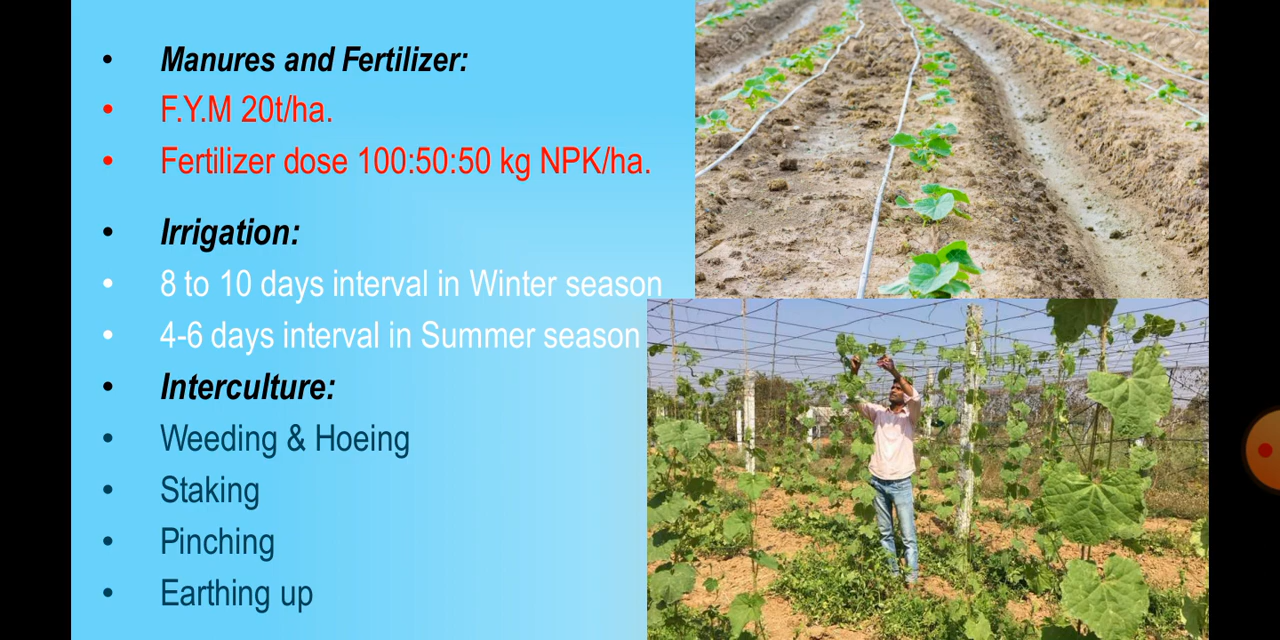 • Manures and Fertilizer:
• F.Y.M 20t/ha.
• Fertilizer dose 100:50:50 kg NPK/ha.
• Irrigation:
• 8 to 10 days interval in Winter season
• 4-6 days interval in Summer season
• Interculture:
• Weeding & Hoeing
• Staking
• Pinching
• Earthing up